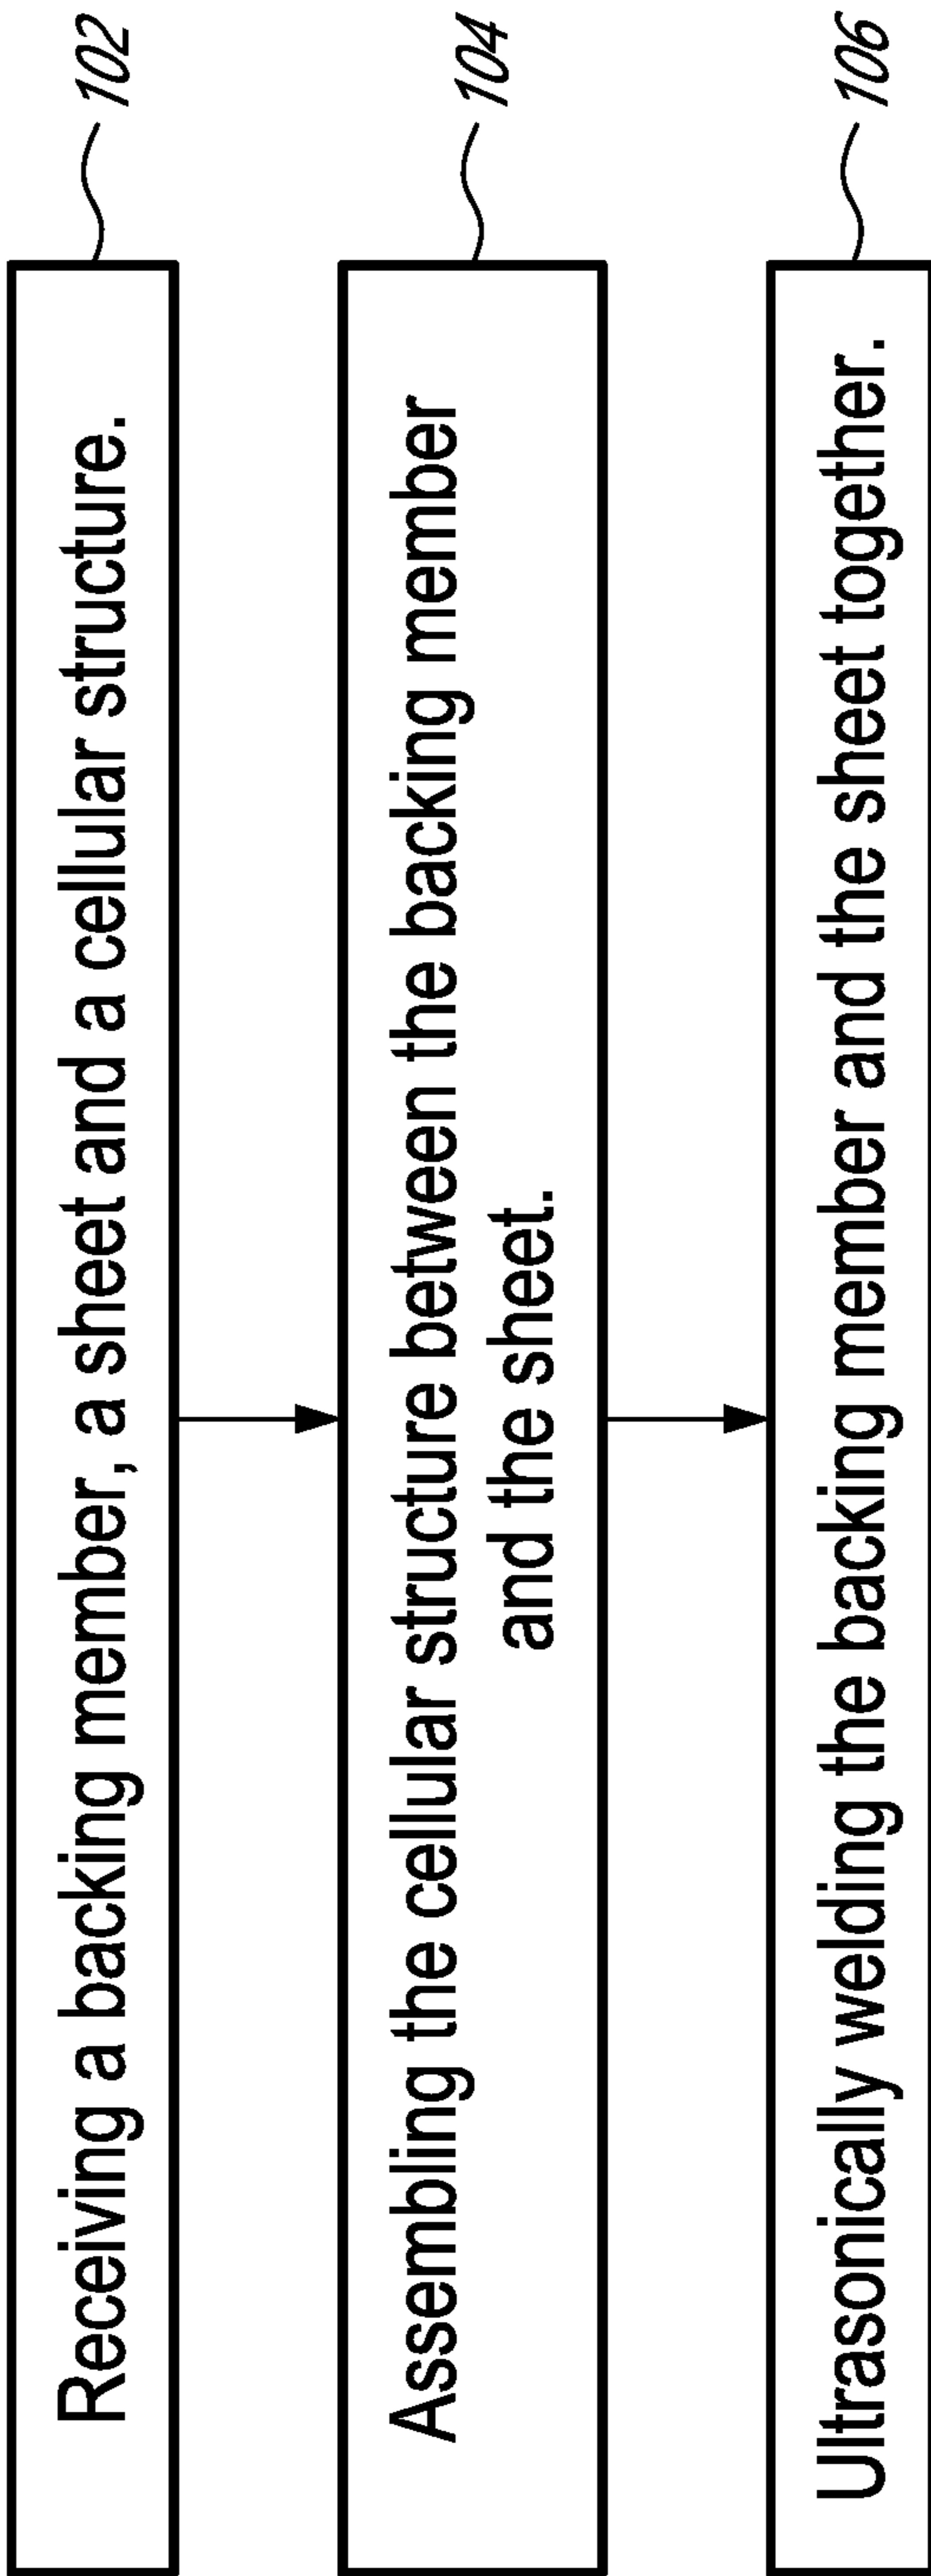 Receiving a backing member, a sheet and a cellular structure.
102
Assembling the cellular structure between the backing member
and the sheet.
104
Ultrasonically welding the backing member and the sheet together.
106